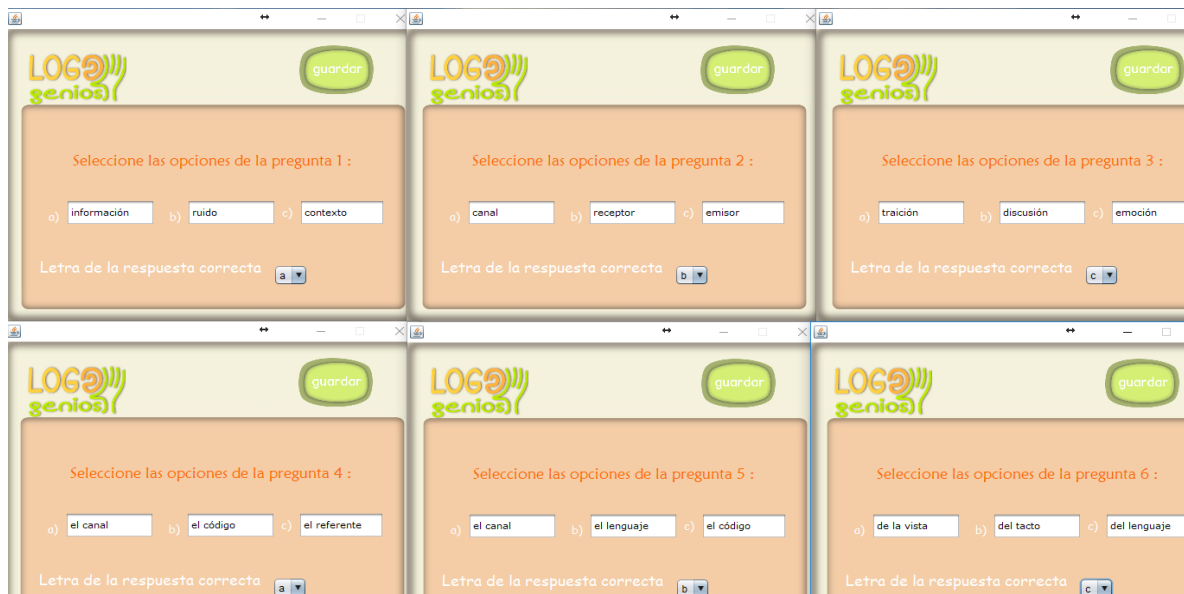 LOGO genios
guardar
Seleccione las opciones de la pregunta 1 :
a) información b) ruido c) contexto
Letra de la respuesta correcta a
LOGO genios
guardar
Seleccione las opciones de la pregunta 2 :
a) canal b) receptor c) emisor
Letra de la respuesta correcta b
LOGO genios
guardar
Seleccione las opciones de la pregunta 3 :
a) traición b) discusión c) emoción
Letra de la respuesta correcta c
LOGO genios
guardar
Seleccione las opciones de la pregunta 4 :
a) el canal b) el código c) el referente
Letra de la respuesta correcta a
LOGO genios
guardar
Seleccione las opciones de la pregunta 5 :
a) el canal b) el lenguaje c) el código
Letra de la respuesta correcta b
LOGO genios
guardar
Seleccione las opciones de la pregunta 6 :
a) de la vista b) del tacto c) del lenguaje
Letra de la respuesta correcta c